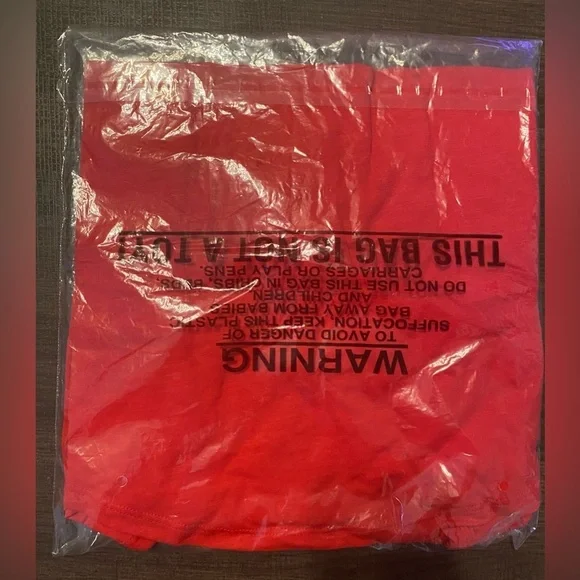 WARNING
TO AVOID DANGER OF
SUFFOCATION, KEEP THIS PLASTIC
BAG AWAY FROM BABIES
AND CHILDREN
DO NOT USE THIS BAG IN CRIBS, BEDS,
CARRIAGES OR PLAY PENS.
THIS BAG IS NOT A TOY!